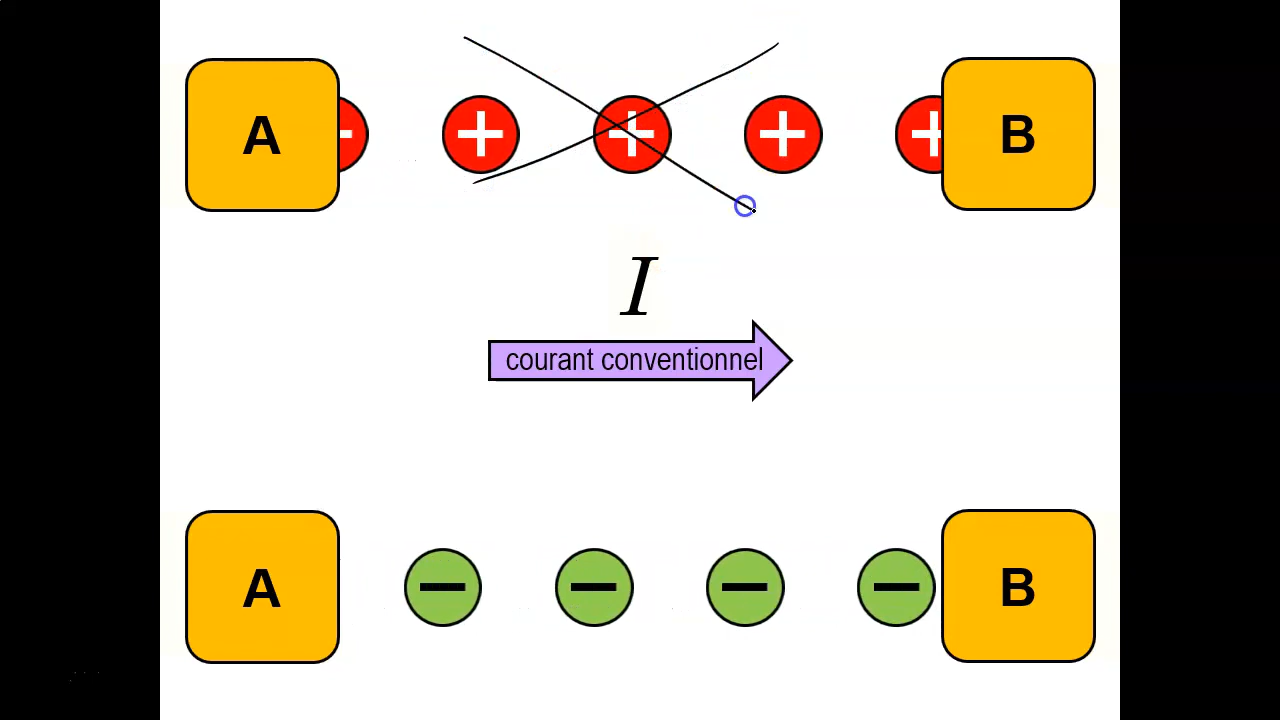 A + + + + + B
I
courant conventionnel
A − − − − B